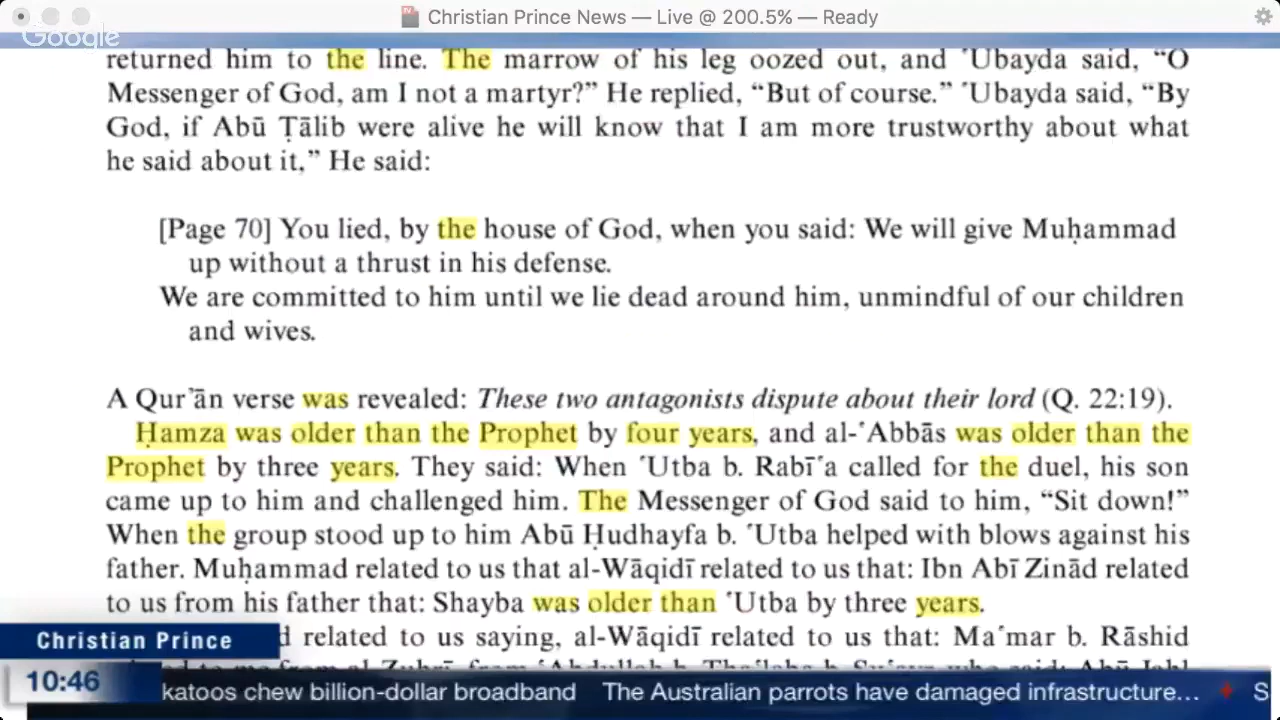 Christian Prince News — Live @ 200.5% — Ready
Google
returned him to the line. The marrow of his leg oozed out, and ʿUbayda said, “O
Messenger of God, am I not a martyr?” He replied, “But of course.” ʿUbayda said, “By
God, if Abū Ṭālib were alive he will know that I am more trustworthy about what
he said about it,” He said:
[Page 70] You lied, by the house of God, when you said: We will give Muḥammad
up without a thrust in his defense.
We are committed to him until we lie dead around him, unmindful of our children
and wives.
A Qurʾān verse was revealed: These two antagonists dispute about their lord (Q. 22:19).
Ḥamza was older than the Prophet by four years, and al-ʿAbbās was older than the
Prophet by three years. They said: When ʿUtba b. Rabīʿa called for the duel, his son
came up to him and challenged him. The Messenger of God said to him, “Sit down!”
When the group stood up to him Abū Ḥudhayfa b. ʿUtba helped with blows against his
father. Muḥammad related to us that al-Wāqidī related to us that: Ibn Abī Zinād related
to us from his father that: Shayba was older than ʿUtba by three years.
Christian Prince
related to us saying, al-Wāqidī related to us that: Maʿmar b. Rāshid
from al-Zuhrī, from ʿAbdullah b. Thaʿlaba b. Ṣuʿayr who said: Abū Jahl
10:46
katoos chew billion-dollar broadband The Australian parrots have damaged infrastructure… S